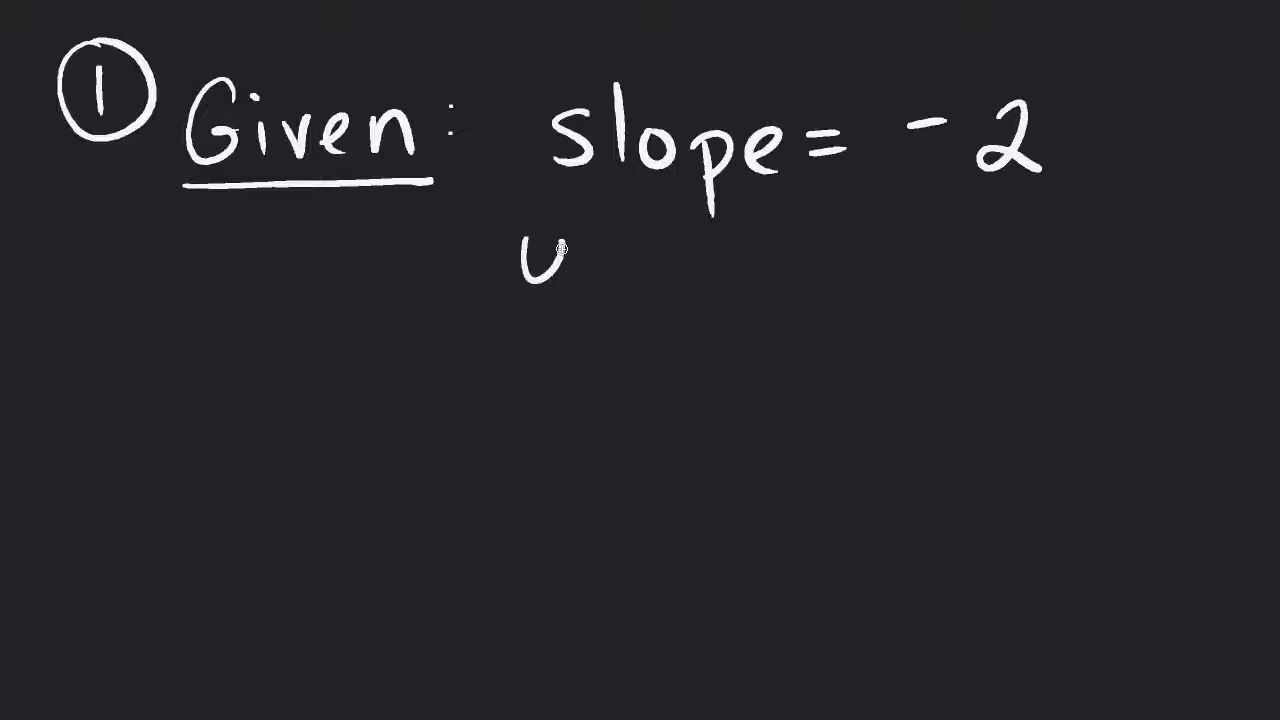 ① Given: slope = -2